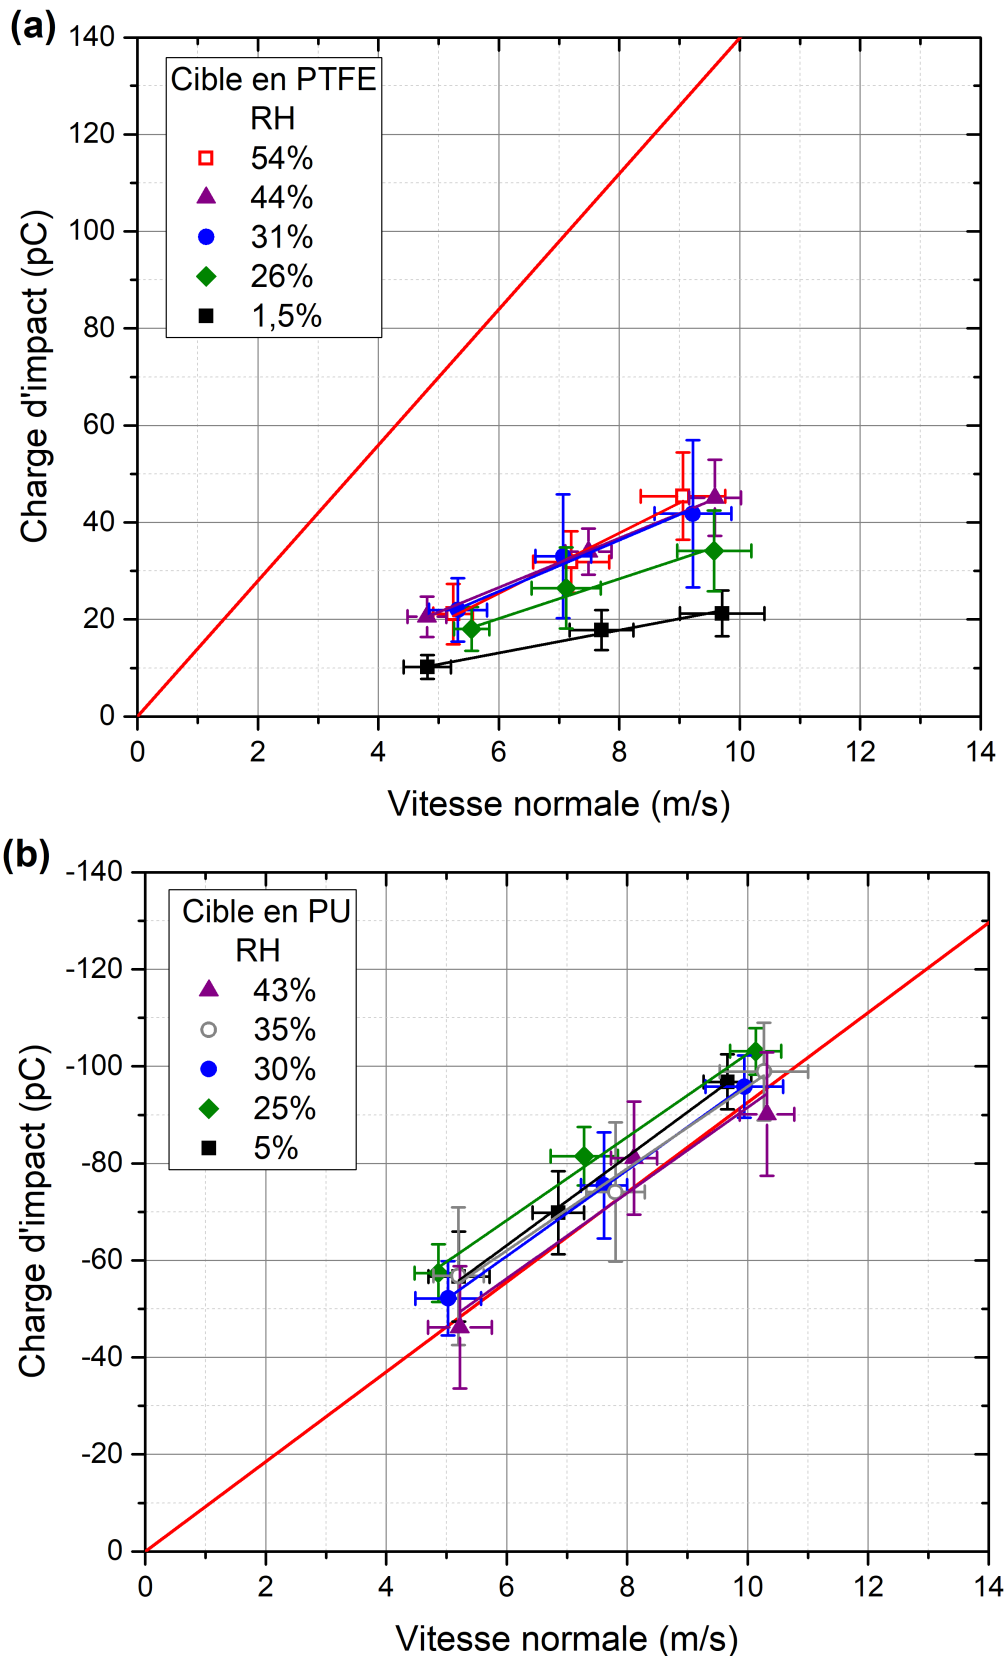 (a)
140
120
100
80
60
40
20
0
Charge d'impact (pC)
Cible en PTFE
RH
54%
44%
31%
26%
1,5%
0 2 4 6 8 10 12 14
Vitesse normale (m/s)
(b)
-140
-120
-100
-80
-60
-40
-20
0
Charge d'impact (pC)
Cible en PU
RH
43%
35%
30%
25%
5%
0 2 4 6 8 10 12 14
Vitesse normale (m/s)